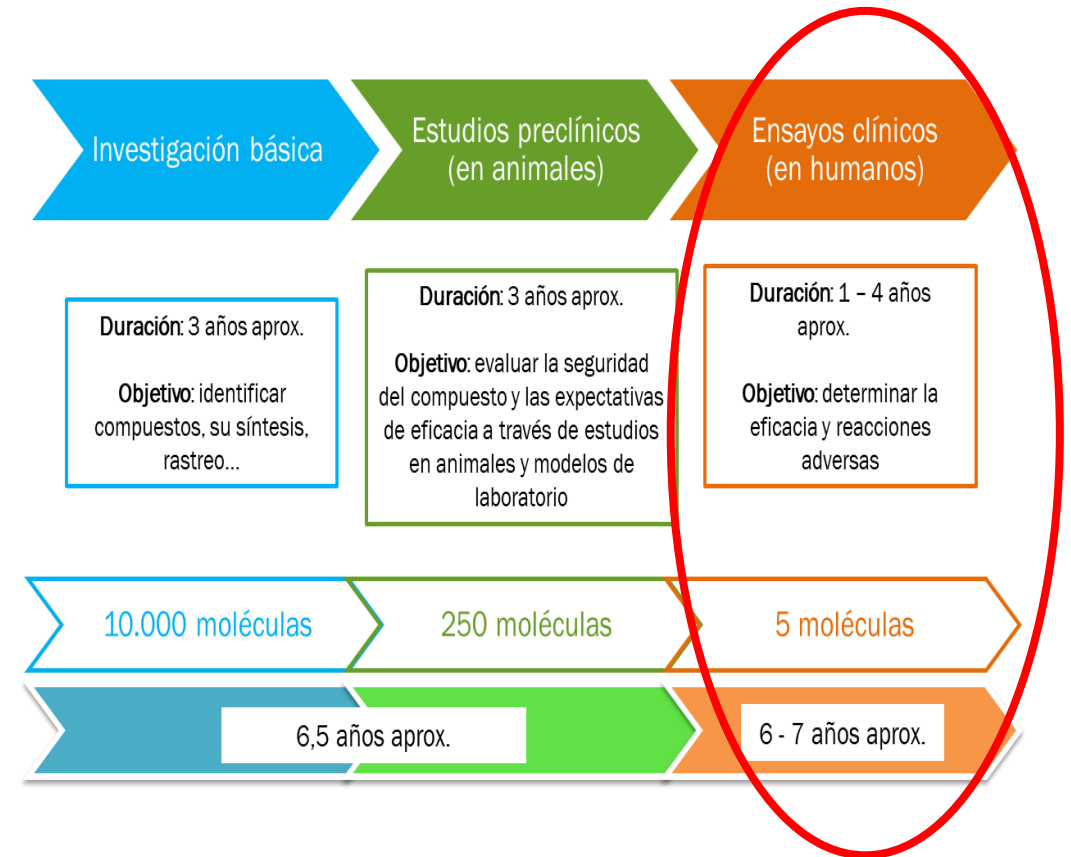 Investigación básica
Estudios preclínicos
(en animales)
Ensayos clínicos
(en humanos)
Duración: 3 años aprox.
Objetivo: identificar
compuestos, su síntesis,
rastreo...
Duración: 3 años aprox.
Objetivo: evaluar la seguridad
del compuesto y las expectativas
de eficacia a través de estudios
en animales y modelos de
laboratorio
Duración: 1 – 4 años
aprox.
Objetivo: determinar la
eficacia y reacciones
adversas
10.000 moléculas
250 moléculas
5 moléculas
6,5 años aprox.
6 - 7 años aprox.